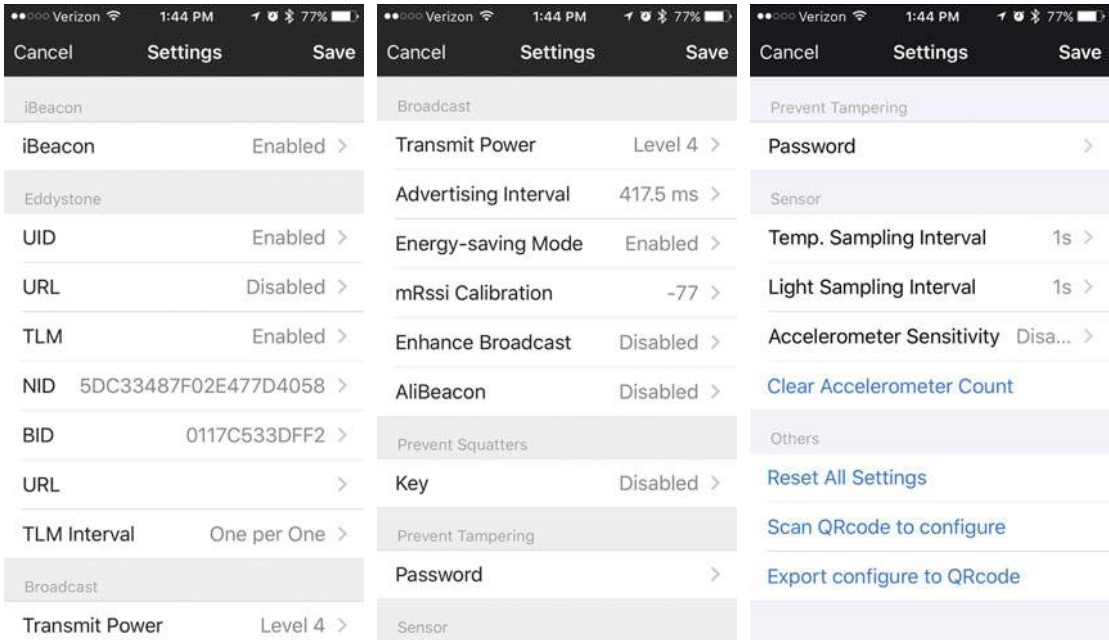 Verizon 1:44 PM 77%
Cancel Settings Save
iBeacon
iBeacon Enabled
Eddystone
UID Enabled
URL Disabled
TLM Enabled
NID 5DC33487F02E477D4058
BID 0117C533DFF2
URL
TLM Interval One per One
Broadcast
Transmit Power Level 4
Verizon 1:44 PM 77%
Cancel Settings Save
Broadcast
Transmit Power Level 4
Advertising Interval 417.5 ms
Energy-saving Mode Enabled
mRssi Calibration -77
Enhance Broadcast Disabled
AliBeacon Disabled
Prevent Squatters
Key Disabled
Prevent Tampering
Password
Sensor
Verizon 1:44 PM 77%
Cancel Settings Save
Prevent Tampering
Password
Sensor
Temp. Sampling Interval 1s
Light Sampling Interval 1s
Accelerometer Sensitivity Disa...
Clear Accelerometer Count
Others
Reset All Settings
Scan QRcode to configure
Export configure to QRcode